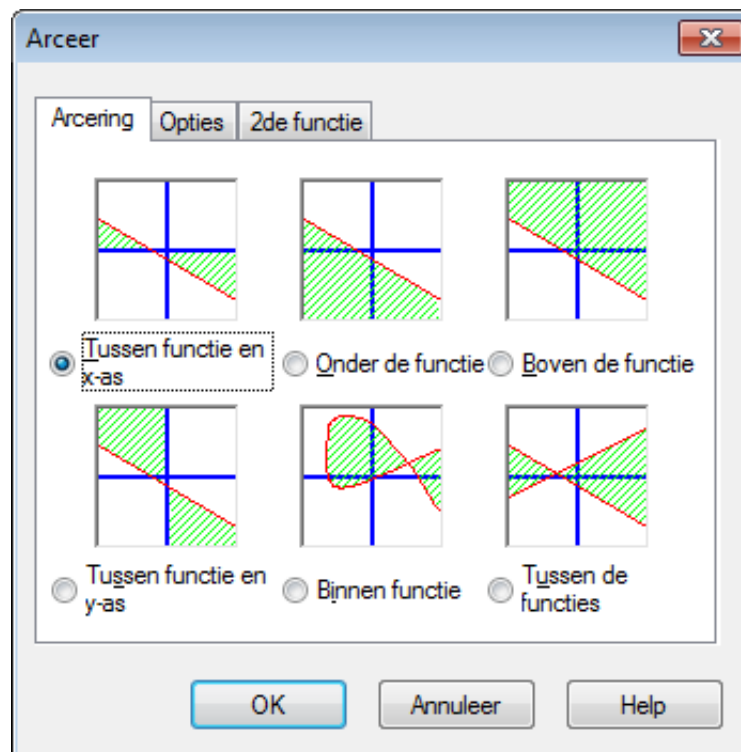 Arceer
Arcering Opties 2de functie
Tussen functie en
x-as
Onder de functie
Boven de functie
Tussen functie en
y-as
Binnen functie
Tussen de
functies
OK Annuleer Help